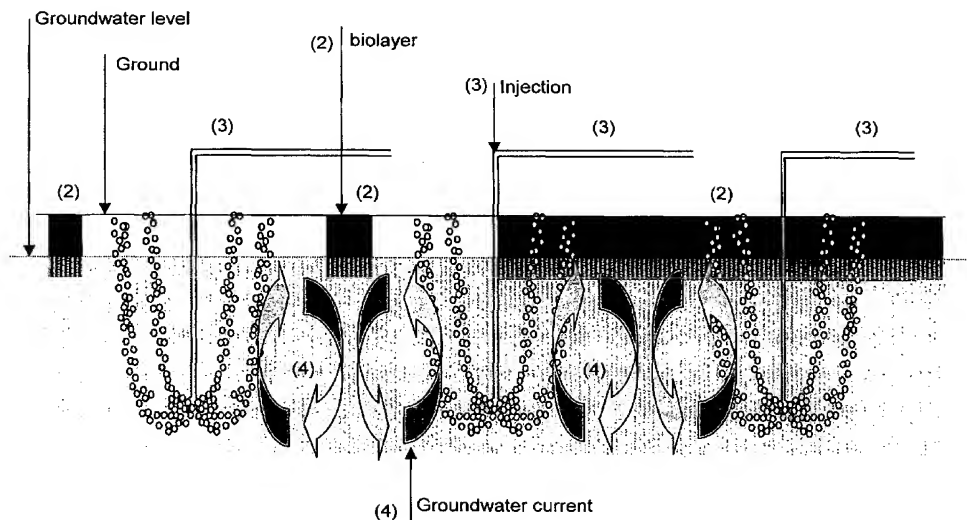 Groundwater level
(2) biolayer
Ground
(3) Injection
(3)
(3)
(3)
(2)
(2)
(2)
(4)
(4)
(4) Groundwater current